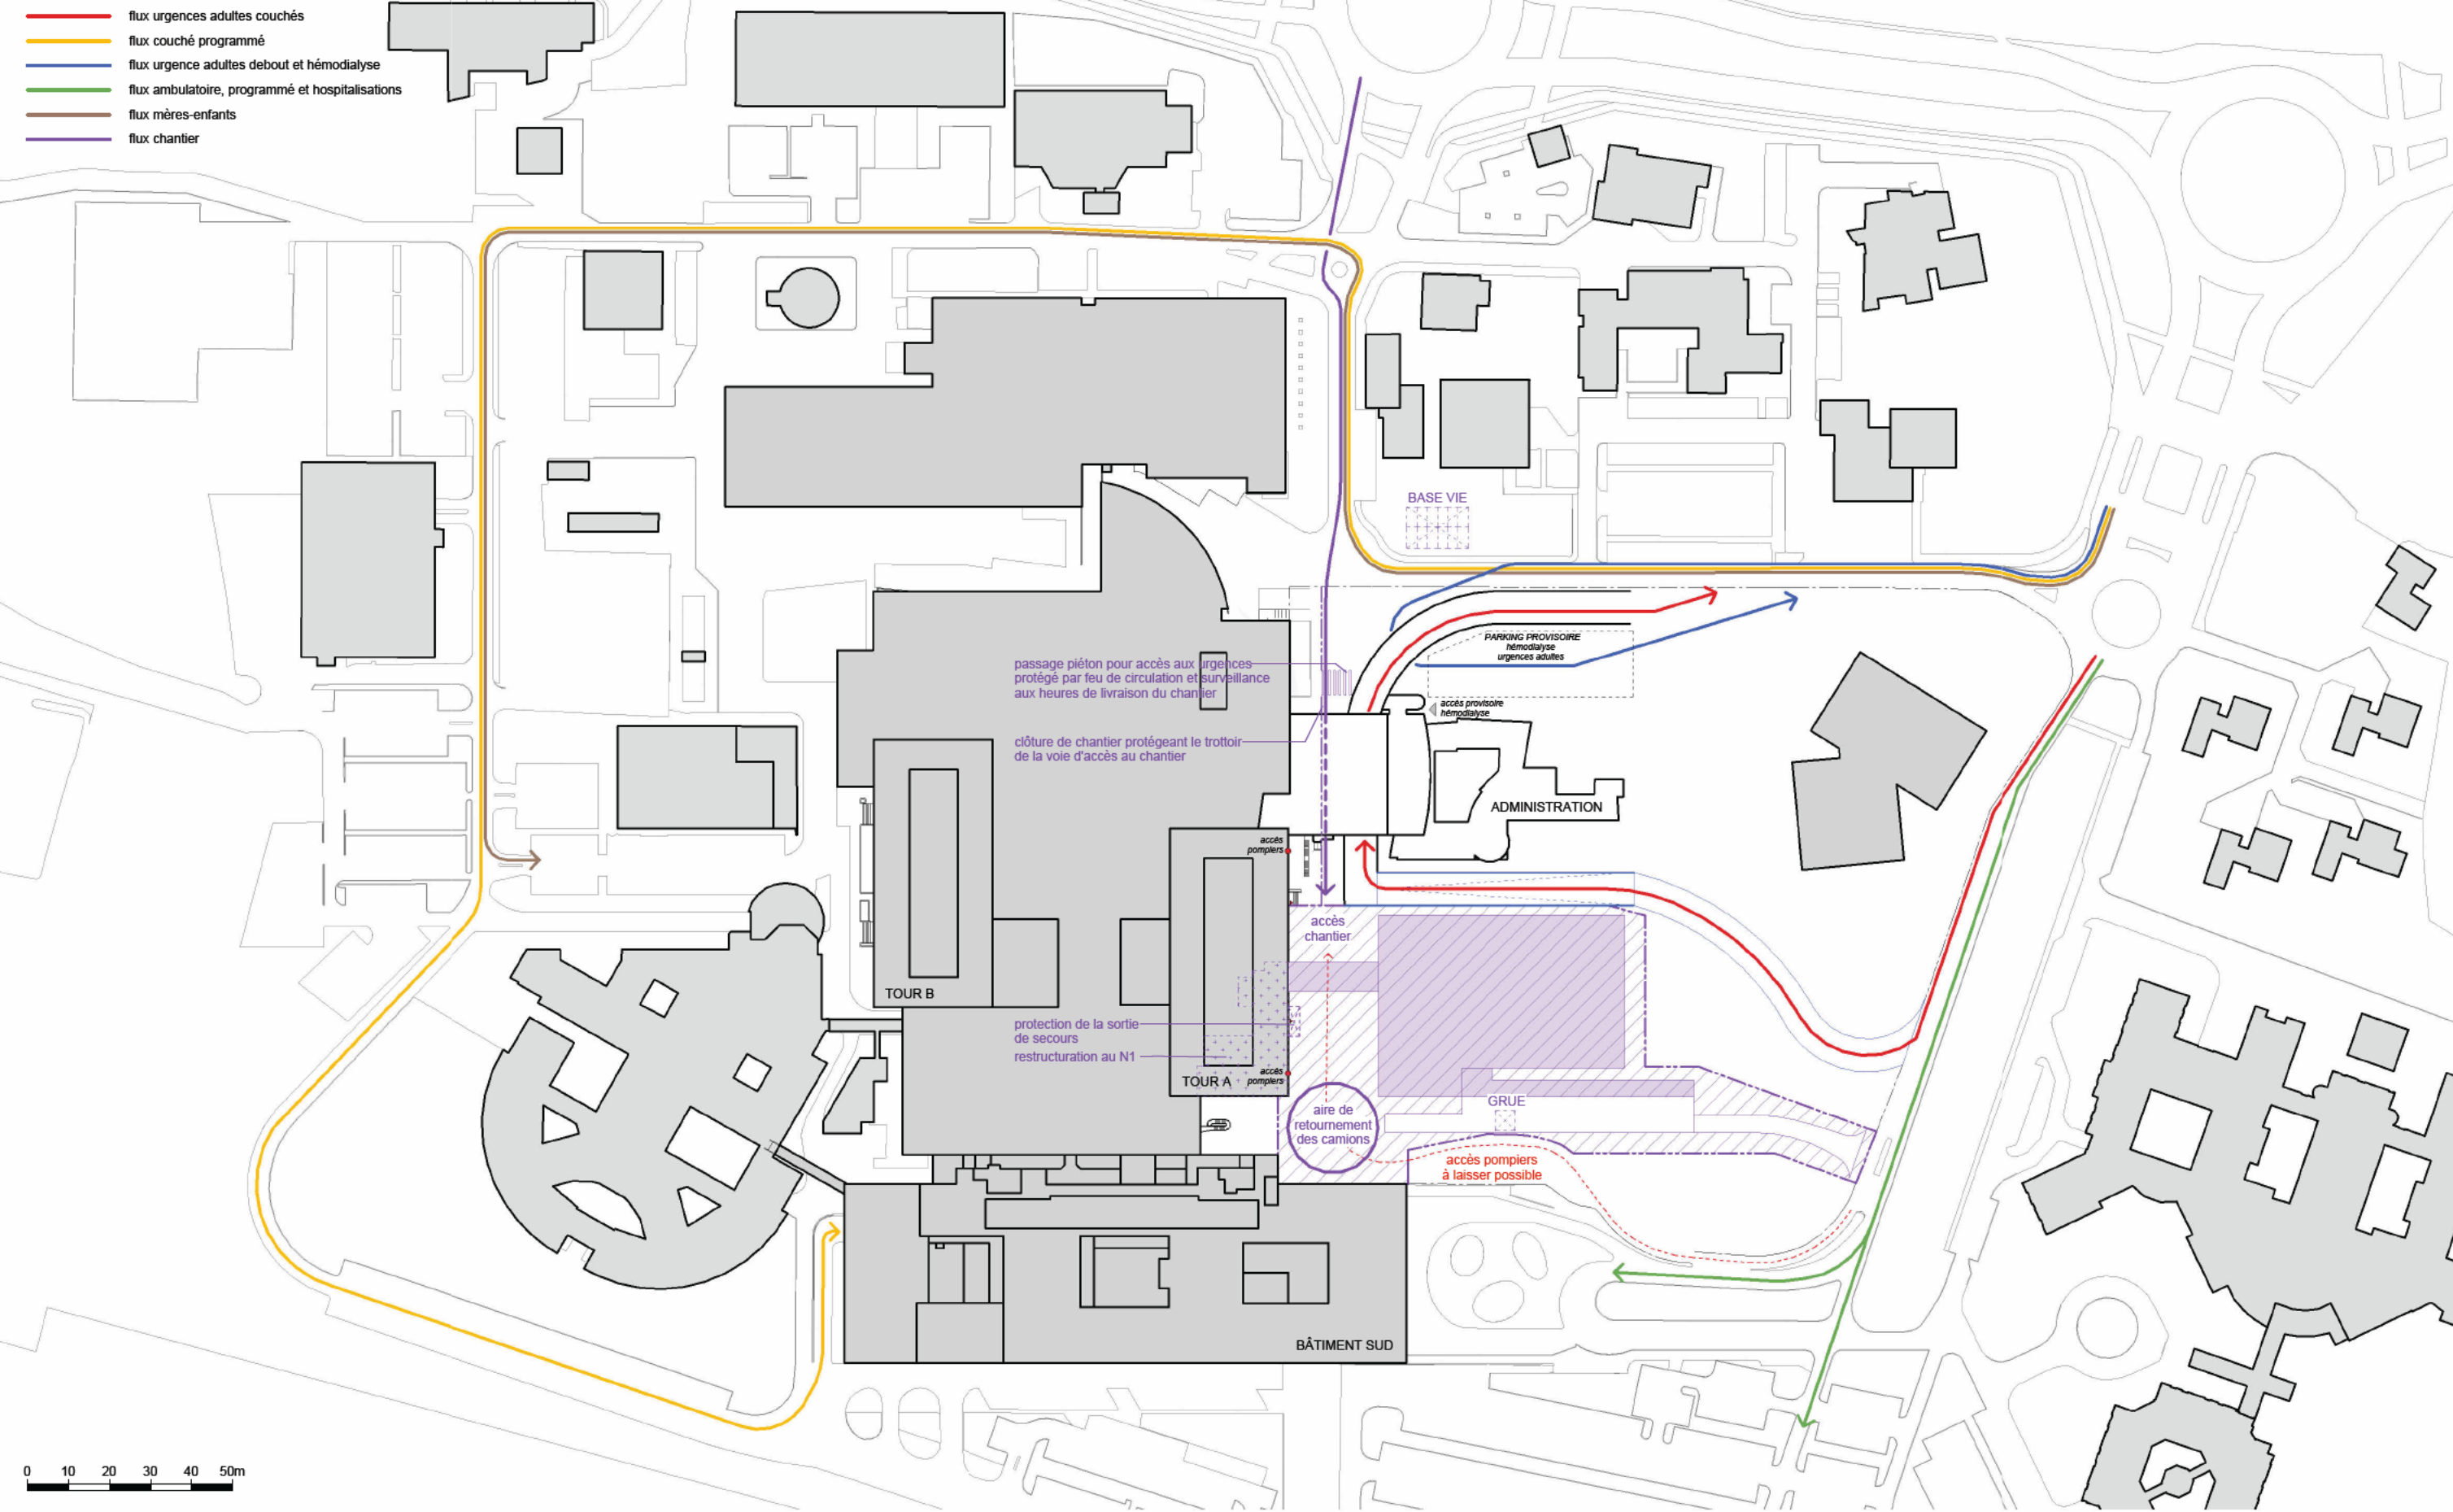 flux urgences adultes couchés
flux couché programmé
flux urgence adultes debout et hémodialyse
flux ambulatoire, programmé et hospitalisations
flux mères-enfants
flux chantier
BASE VIE
PARKING PROVISOIRE
hémodialyse
urgences adultes
passage piéton pour accès aux urgences
protégé par feu de circulation et surveillance
aux heures de livraison du chantier
accès provisoire
hémodialyse
clôture de chantier protégeant le trottoir
de la voie d'accès au chantier
ADMINISTRATION
accès
pompiers
accès
chantier
TOUR B
protection de la sortie
de secours
restructuration au N1
TOUR A
accès
pompiers
GRUE
aire de
retournement
des camions
accès pompiers
à laisser possible
BÂTIMENT SUD
0 10 20 30 40 50m